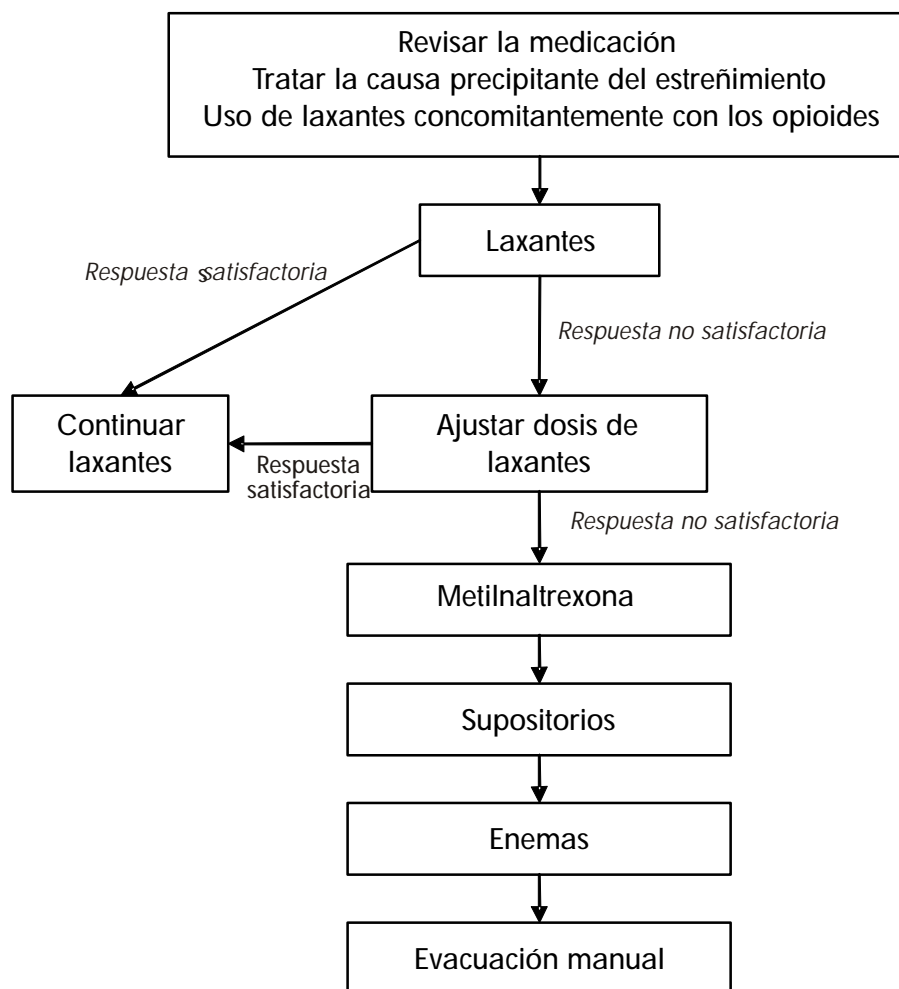 Revisar la medicación
Tratar la causa precipitante del estreñimiento
Uso de laxantes concomitantemente con los opioides
Laxantes
Respuesta ssatisfactoria
Respuesta no satisfactoria
Continuar
laxantes
Ajustar dosis de
laxantes
Respuesta
satisfactoria
Respuesta no satisfactoria
Metilnaltrexona
Supositorios
Enemas
Evacuación manual